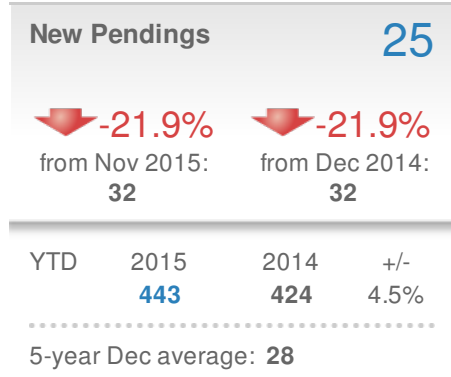 New Pendings 25
-21.9% -21.9%
from Nov 2015: from Dec 2014:
32 32
YTD 2015 2014 +/-
443 424 4.5%
5-year Dec average: 28